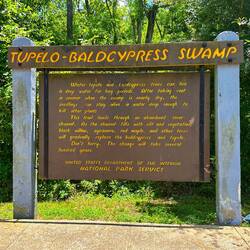 TUPELO-BALDCYPRESS SWAMP
Water tupelo and baldcypress trees can live
in deep water for long periods. After taking root
in summer when the swamp is nearly dry, the
seedlings can stay alive in water deep enough to
kill other plants.
This trail leads through an abandoned river
channel. As the channel fills with silt and vegetation,
black willow, sycamore, red maple, and other trees
will gradually replace the baldcypress and tupelo.
Don't hurry. The change will take several
hundred years.
UNITED STATES DEPARTMENT OF THE INTERIOR
NATIONAL PARK SERVICE